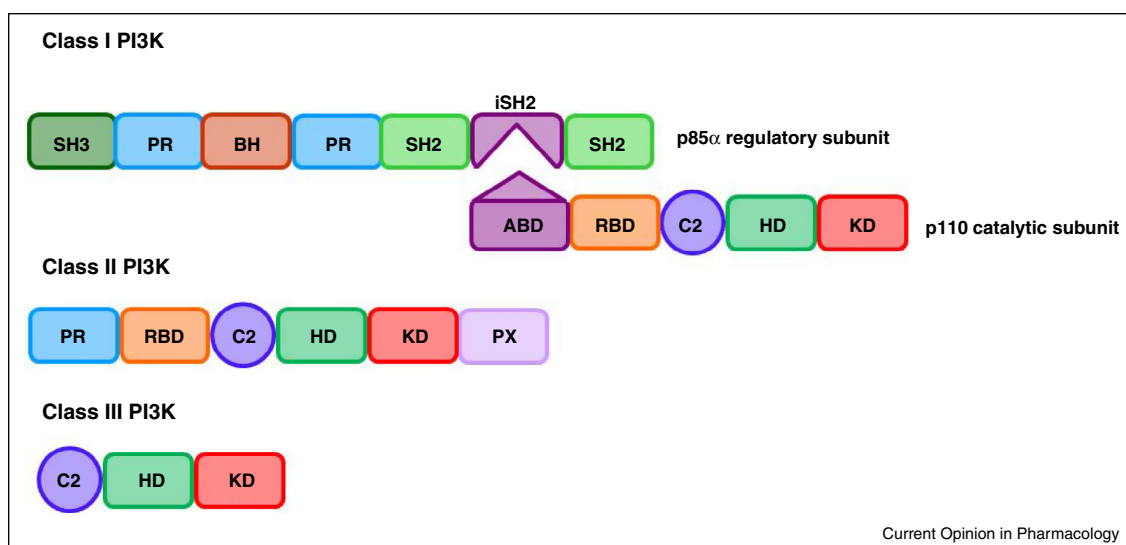 Class I PI3K
iSH2
SH3 PR BH PR SH2 SH2 p85α regulatory subunit
ABD RBD C2 HD KD p110 catalytic subunit
Class II PI3K
PR RBD C2 HD KD PX
Class III PI3K
C2 HD KD
Current Opinion in Pharmacology